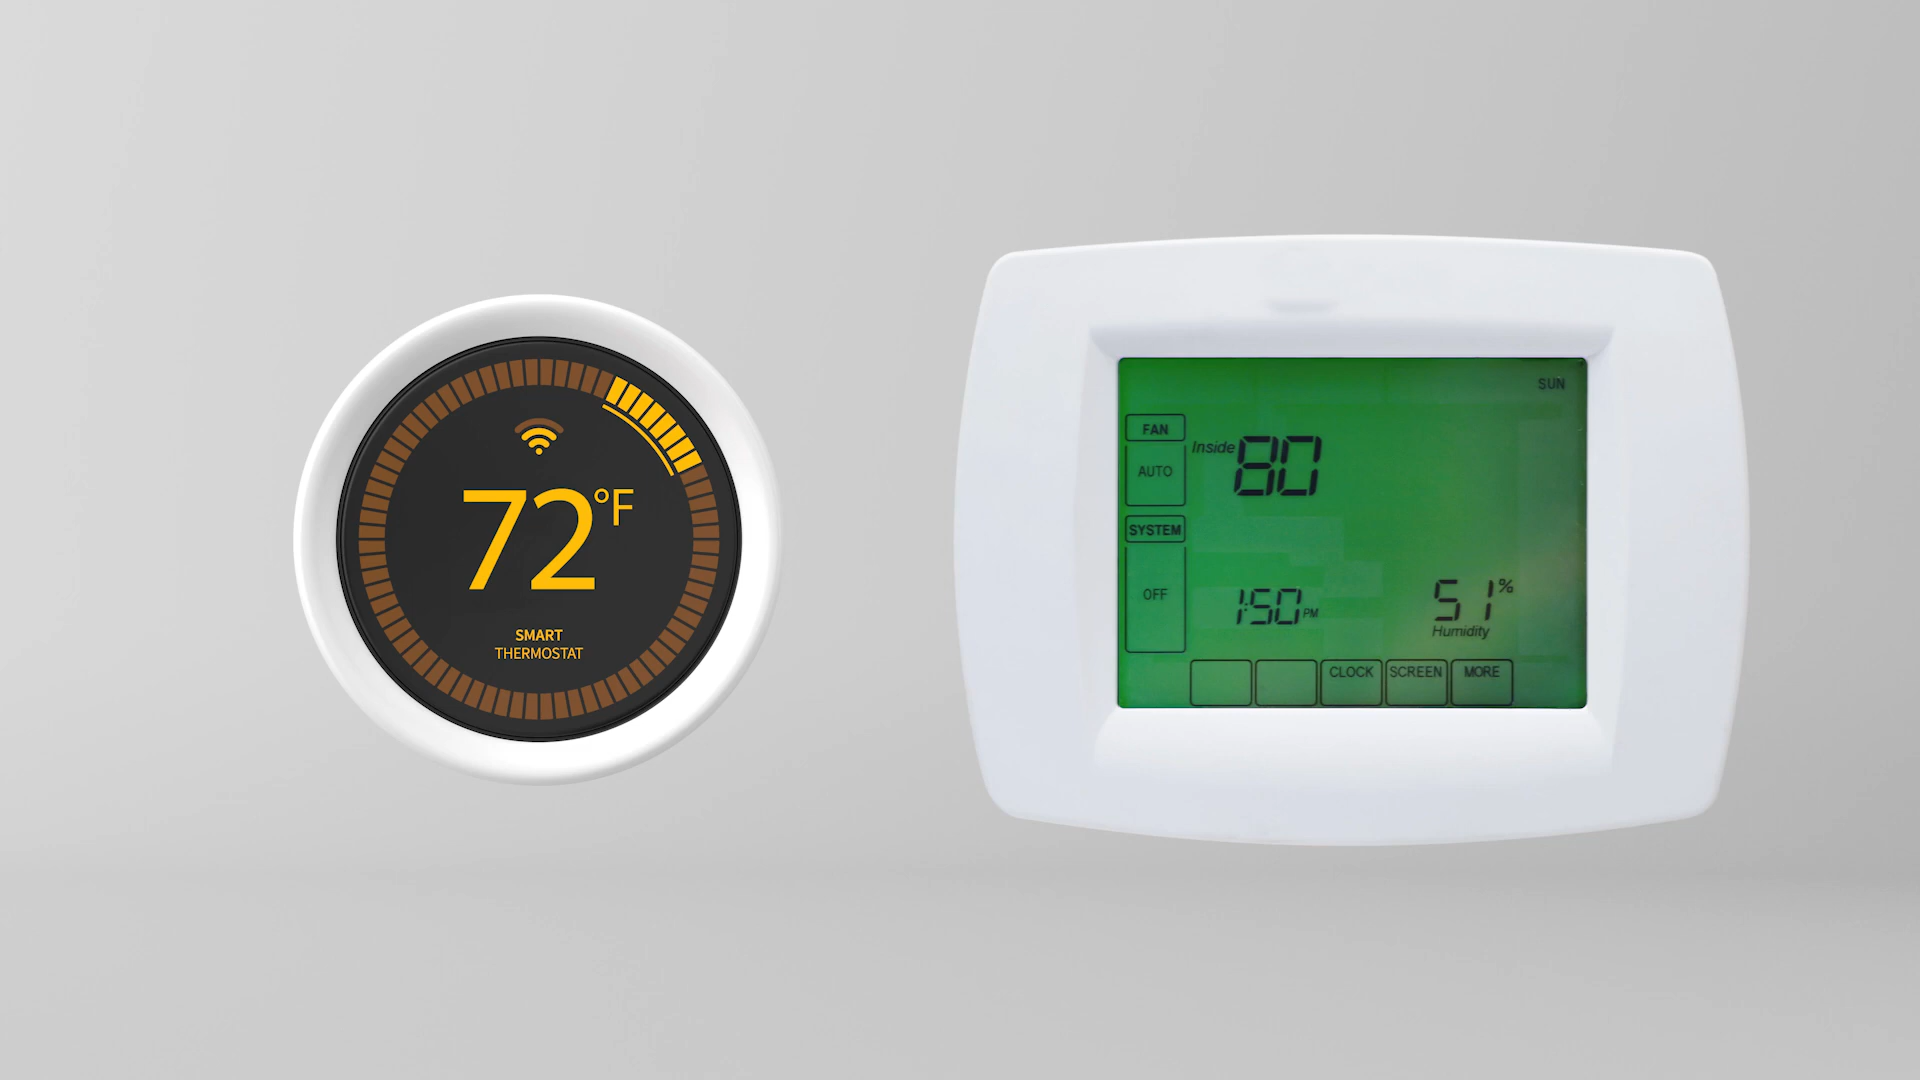 72°F
SMART
THERMOSTAT
SUN
FAN
Inside 80
AUTO
SYSTEM
OFF
1:50 PM
51%
Humidity
CLOCK SCREEN MORE